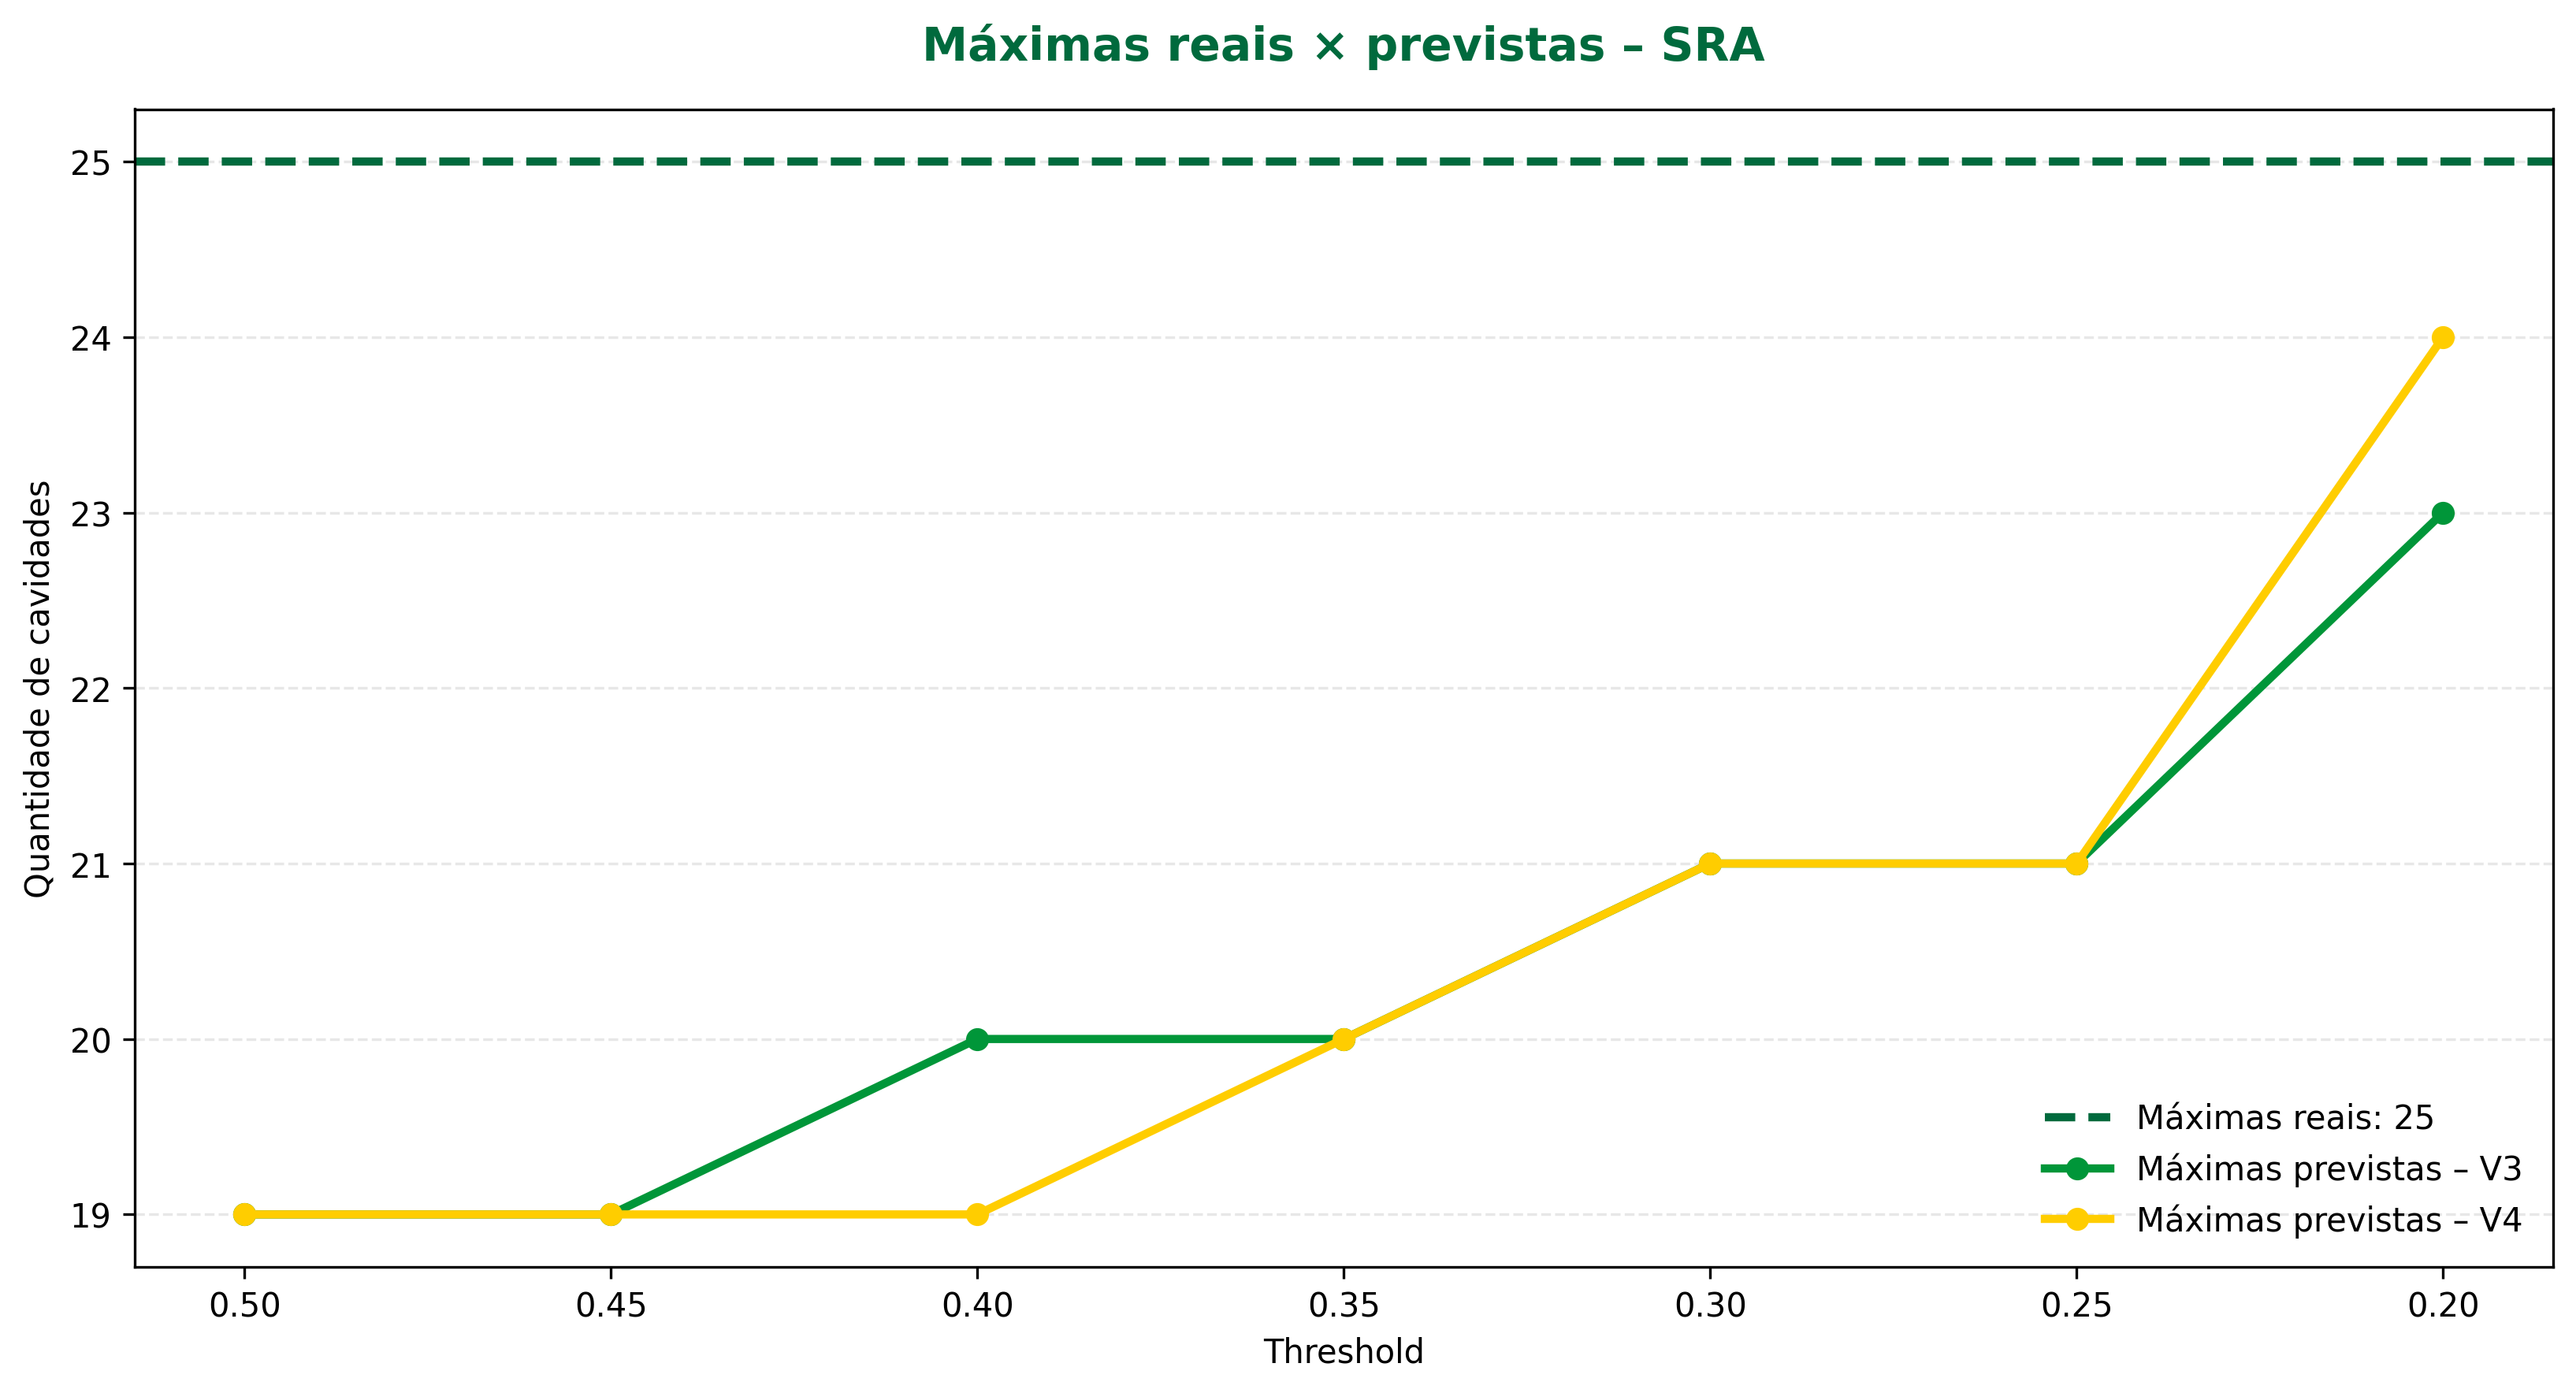 Máximas reais × previstas – SRA
Quantidade de cavidades
25
24
23
22
21
20
19
Máximas reais: 25
Máximas previstas – V3
Máximas previstas – V4
0.50 0.45 0.40 0.35 0.30 0.25 0.20
Threshold